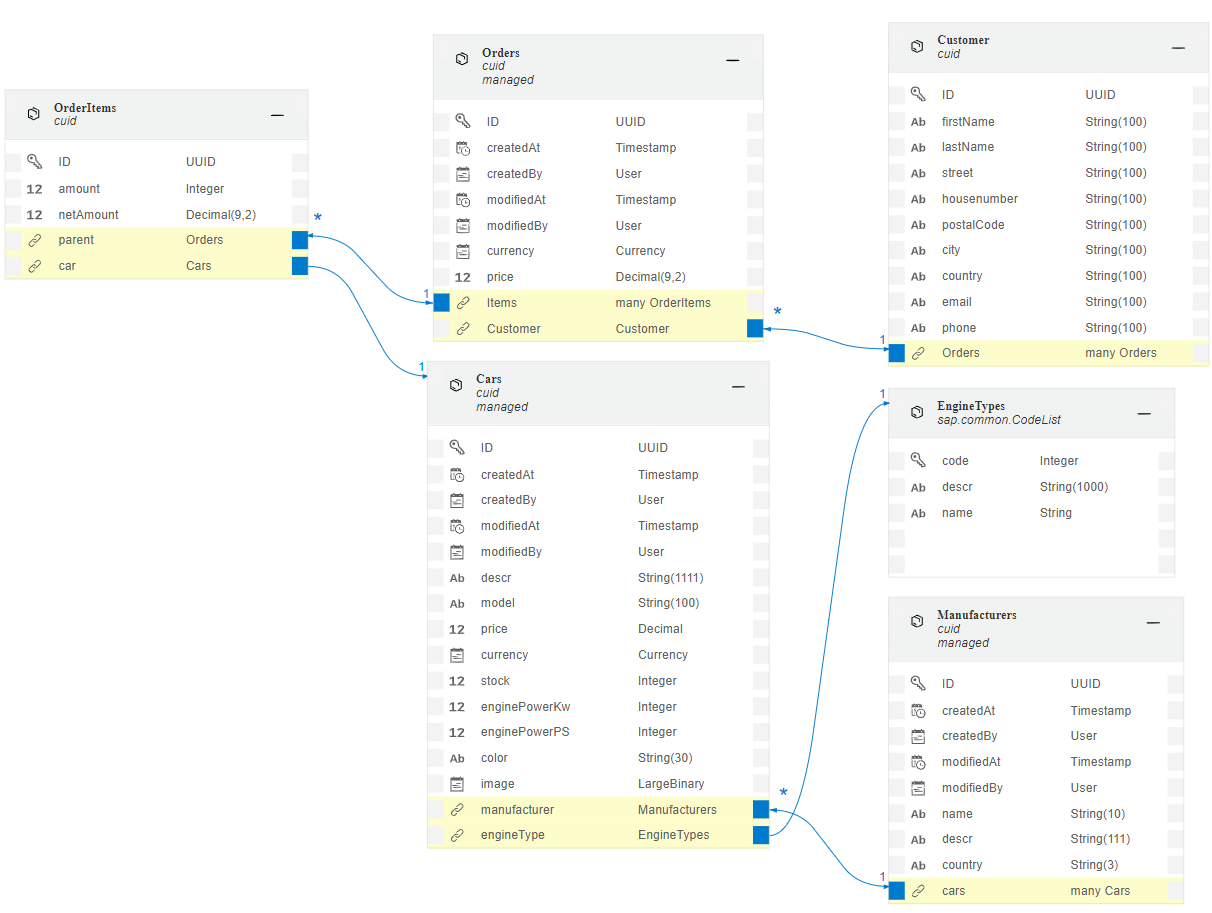 OrderItems
cuid
ID UUID
12 amount Integer
12 netAmount Decimal(9,2)
parent Orders
car Cars
*
1
Orders
cuid
managed
ID UUID
createdAt Timestamp
createdBy User
modifiedAt Timestamp
modifiedBy User
currency Currency
12 price Decimal(9,2)
Items many OrderItems
Customer Customer
*
1
Customer
cuid
ID UUID
Ab firstName String(100)
Ab lastName String(100)
Ab street String(100)
Ab housenumber String(100)
Ab postalCode String(100)
Ab city String(100)
Ab country String(100)
Ab email String(100)
Ab phone String(100)
Orders many Orders
1
Cars
cuid
managed
ID UUID
createdAt Timestamp
createdBy User
modifiedAt Timestamp
modifiedBy User
Ab descr String(1111)
Ab model String(100)
12 price Decimal
currency Currency
12 stock Integer
12 enginePowerKw Integer
12 enginePowerPS Integer
Ab color String(30)
image LargeBinary
manufacturer Manufacturers
engineType EngineTypes
*
1
EngineTypes
sap.common.CodeList
code Integer
Ab descr String(1000)
Ab name String
1
Manufacturers
cuid
managed
ID UUID
createdAt Timestamp
createdBy User
modifiedAt Timestamp
modifiedBy User
Ab name String(10)
Ab descr String(111)
Ab country String(3)
cars many Cars